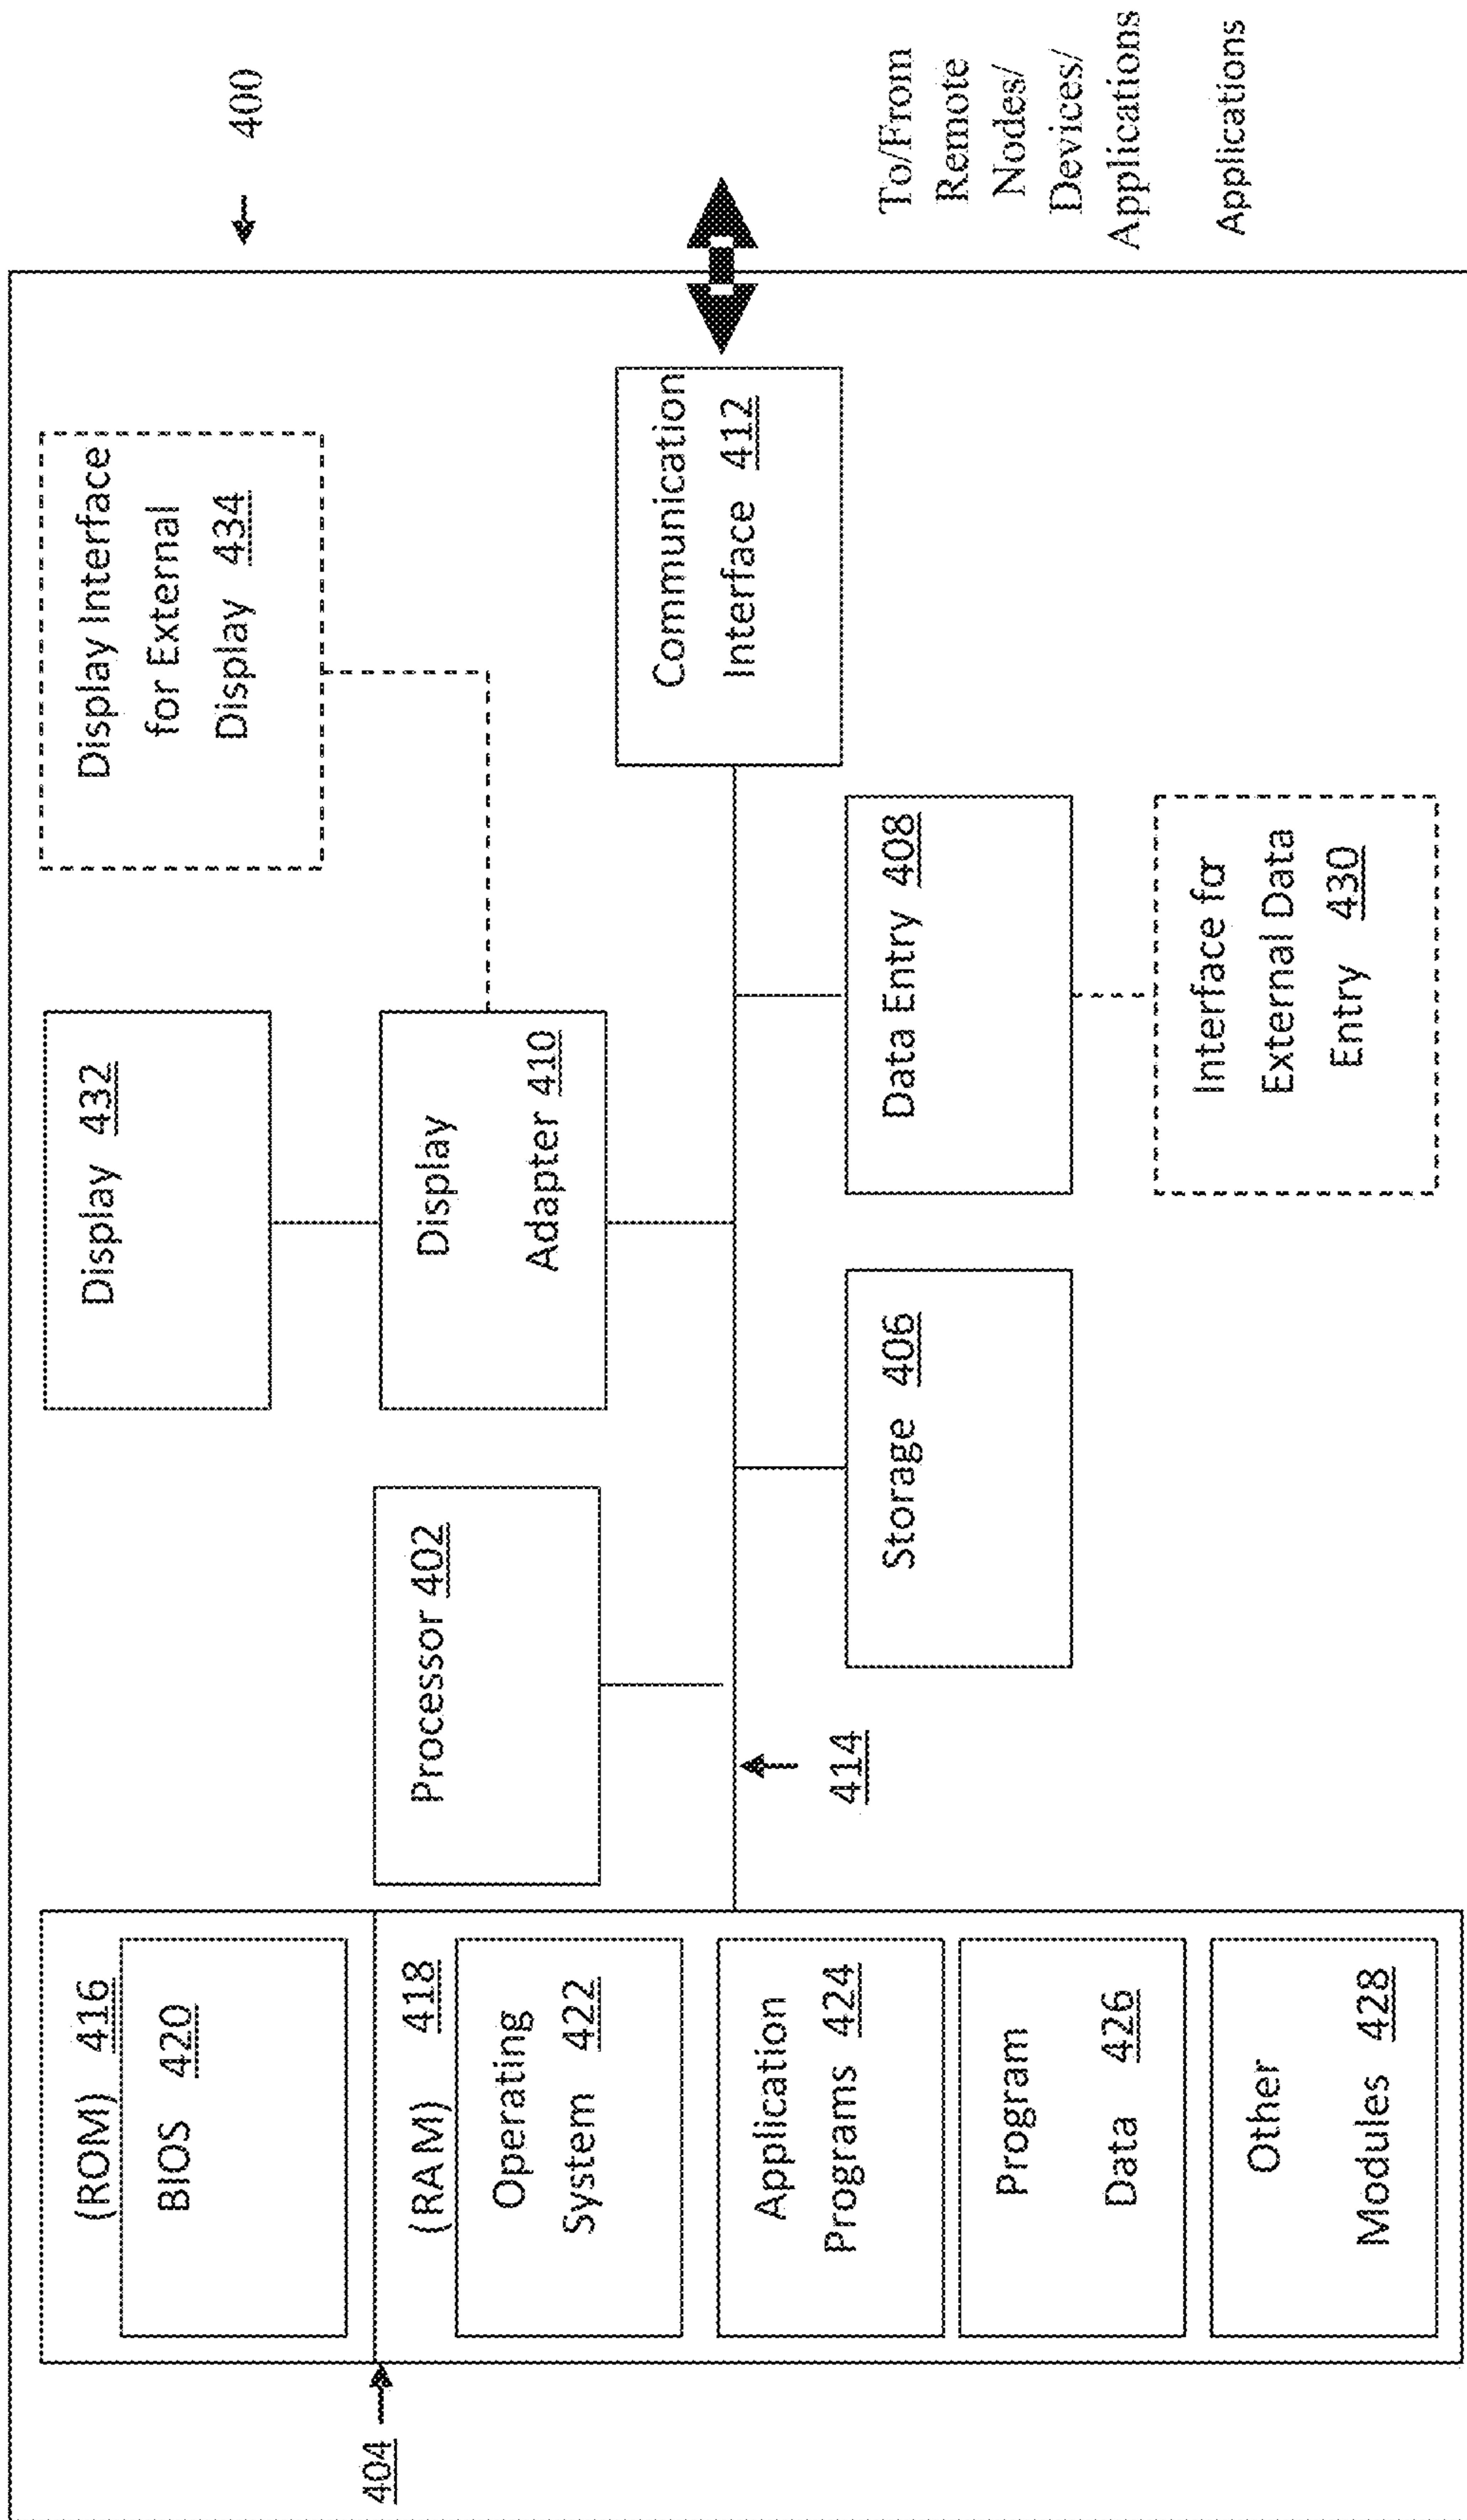 400
(ROM) 416
BIOS 420
404
(RAM) 418
Operating
System 422
Application
Programs 424
Program
Data 426
Other
Modules 428
Processor 402
414
Display 432
Display
Adapter 410
Storage 406
Display Interface
for External
Display 434
Data Entry 408
Interface for
External Data
Entry 430
Communication
Interface 412
To/From
Remote
Nodes/
Devices/
Applications
Applications